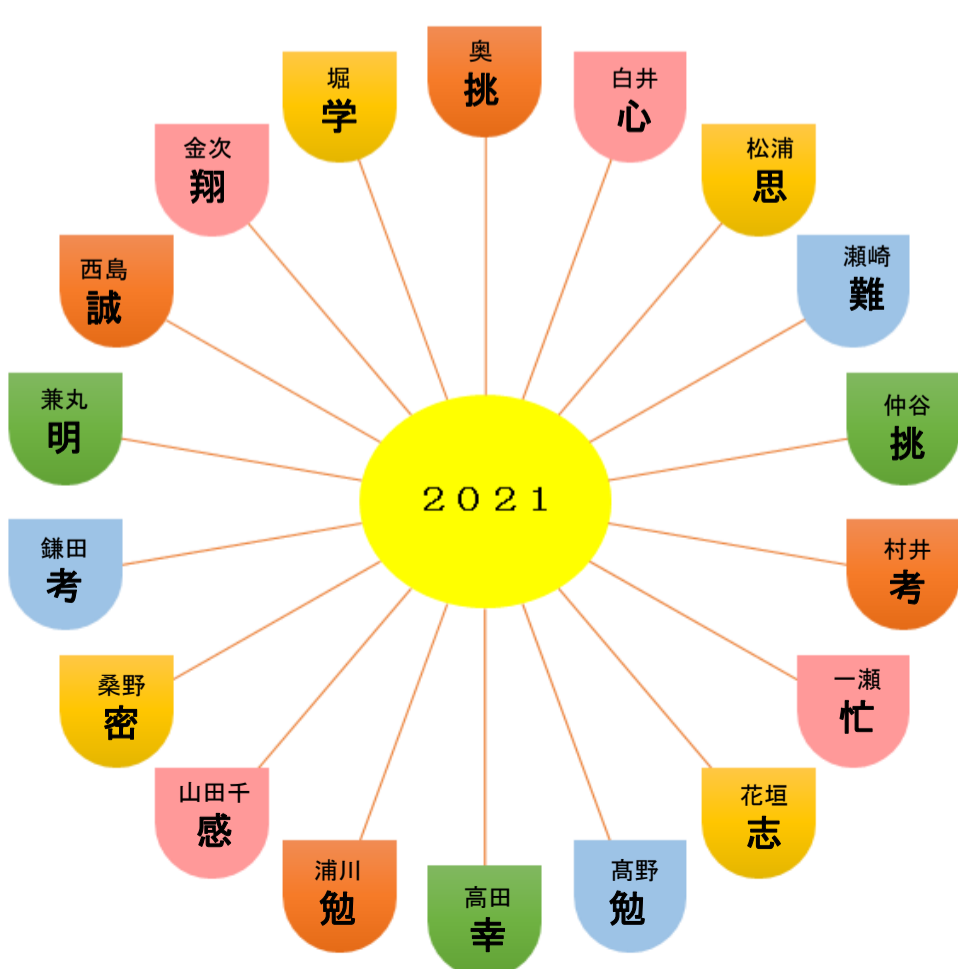 奥
挑
白井
心
松浦
思
瀬崎
難
仲谷
挑
村井
考
一瀬
忙
花垣
志
髙野
勉
高田
幸
浦川
勉
山田千
感
桑野
密
鎌田
考
兼丸
明
西島
誠
金次
翔
堀
学
２０２１